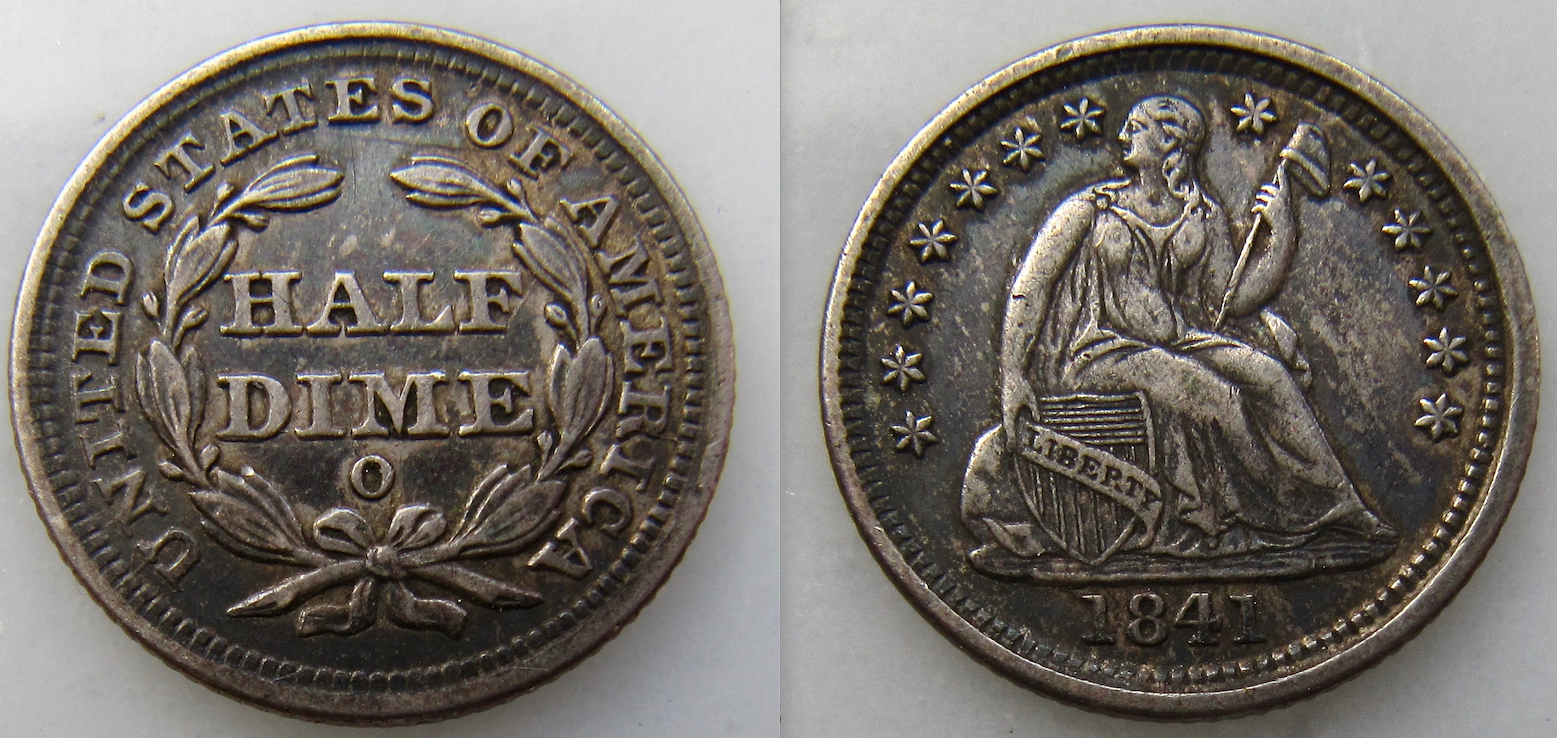 UNITED STATES OF AMERICA
HALF
DIME
O
LIBERTY
1841